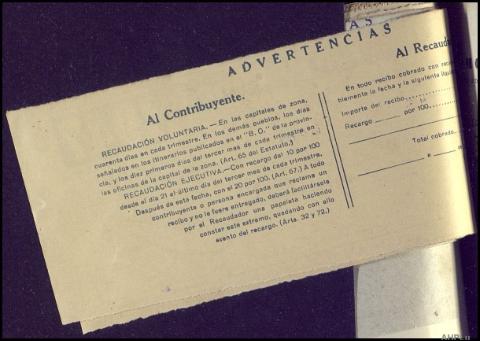 AS
ADVERTENCIAS
Al Contribuyente.
RECAUDACIÓN VOLUNTARIA. — En las capitales de zona,
cuarenta días en cada trimestre. En los demás pueblos, los días
señalados en los itinerarios publicados en el "B. O." de la provin-
cia, y los diez primeros días del tercer mes de cada trimestre en
las oficinas de la capital de la zona. (Art. 65 del Estatuto.)
RECAUDACIÓN EJECUTIVA.—Con recargo del 10 por 100
desde el día 21 al último día del tercer mes de cada trimestre.
Después de esta fecha, con el 20 por 100. (Art. 67.) A todo
contribuyente o persona encargada que reclame un
recibo y no le fuere entregado, deberá facilitársele
por el Recaudador una papeleta haciendo
constar este extremo, quedando con ello
exento del recargo. (Arts. 32 y 72.)
Al Recaud
En todo recibo cobrado con
blemente la fecha y la siguiente
Importe del recibo
Recargo ........ por 100
Total cobrado
a